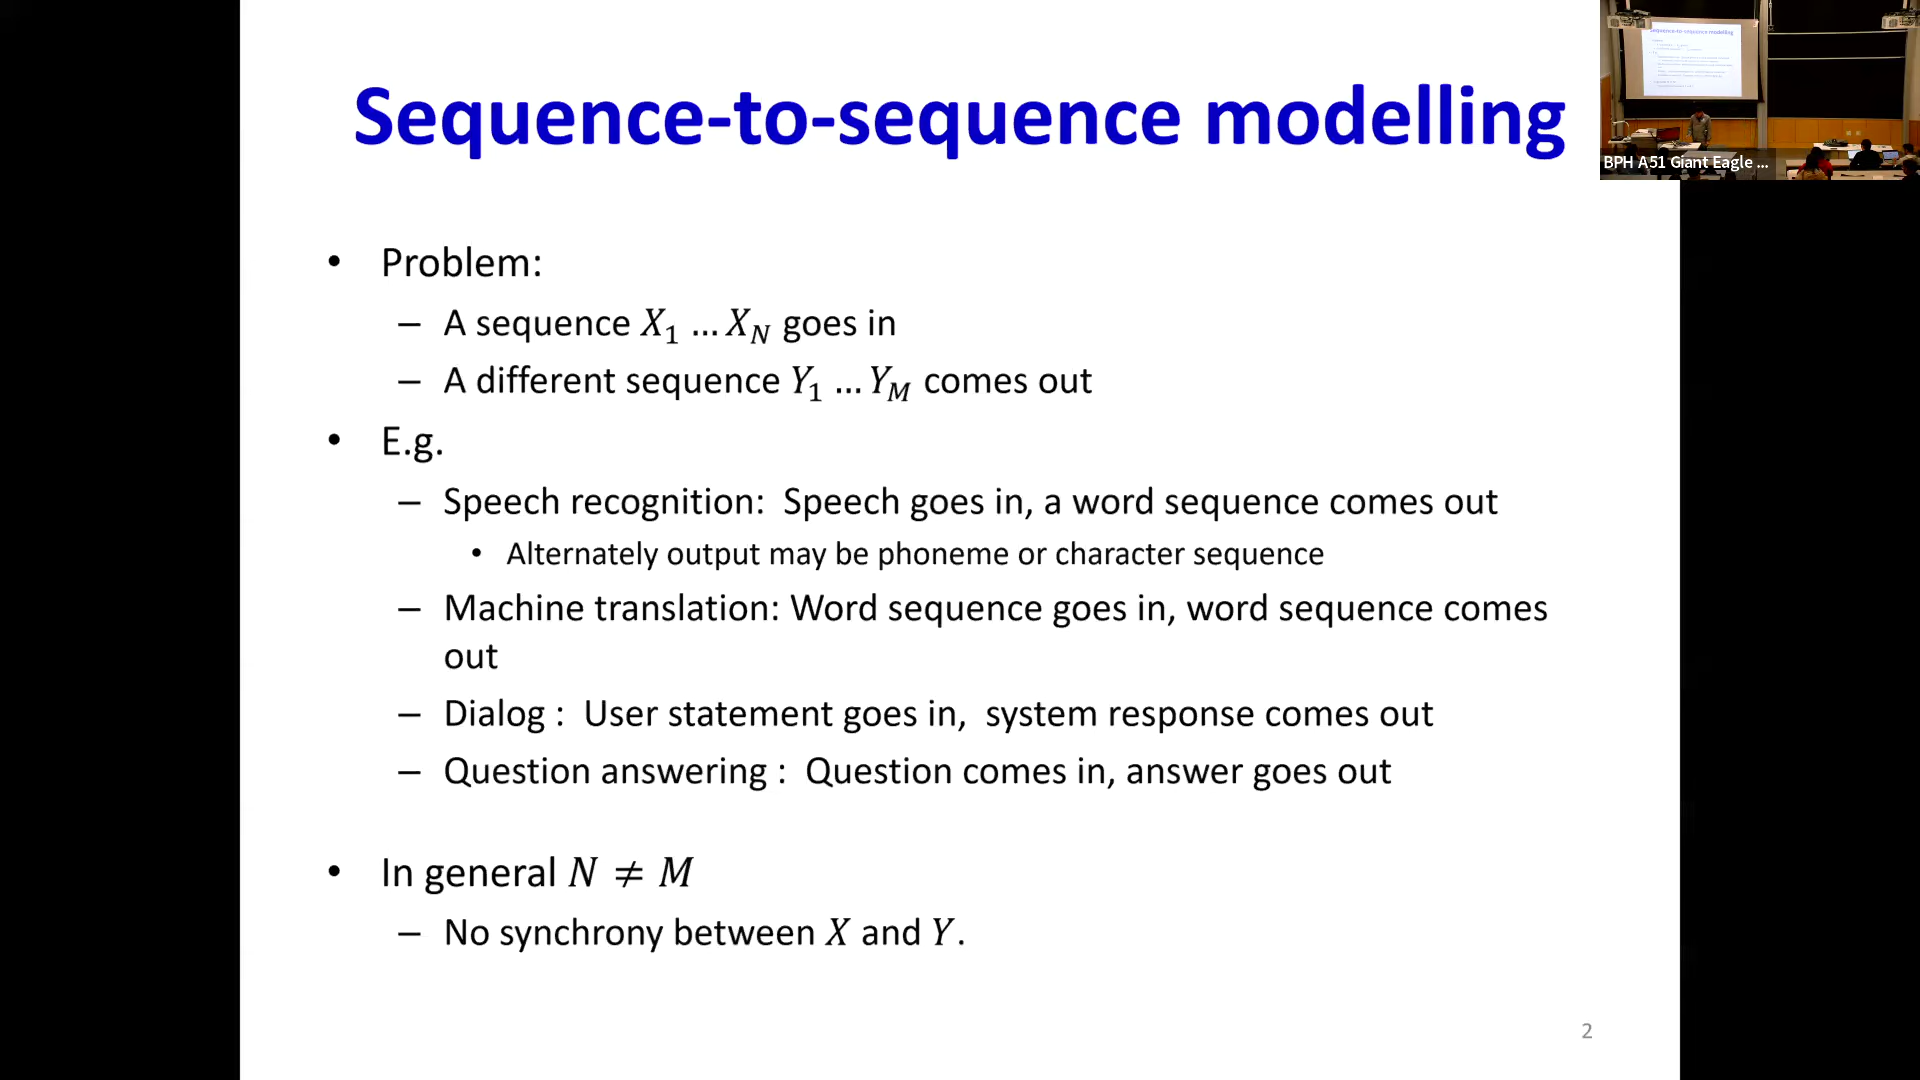 Sequence-to-sequence modelling
BPH A51 Giant Eagle ...
• Problem:
– A sequence X₁ … X_N goes in
– A different sequence Y₁ … Y_M comes out
• E.g.
– Speech recognition: Speech goes in, a word sequence comes out
• Alternately output may be phoneme or character sequence
– Machine translation: Word sequence goes in, word sequence comes
out
– Dialog : User statement goes in, system response comes out
– Question answering : Question comes in, answer goes out
• In general N ≠ M
– No synchrony between X and Y.
2